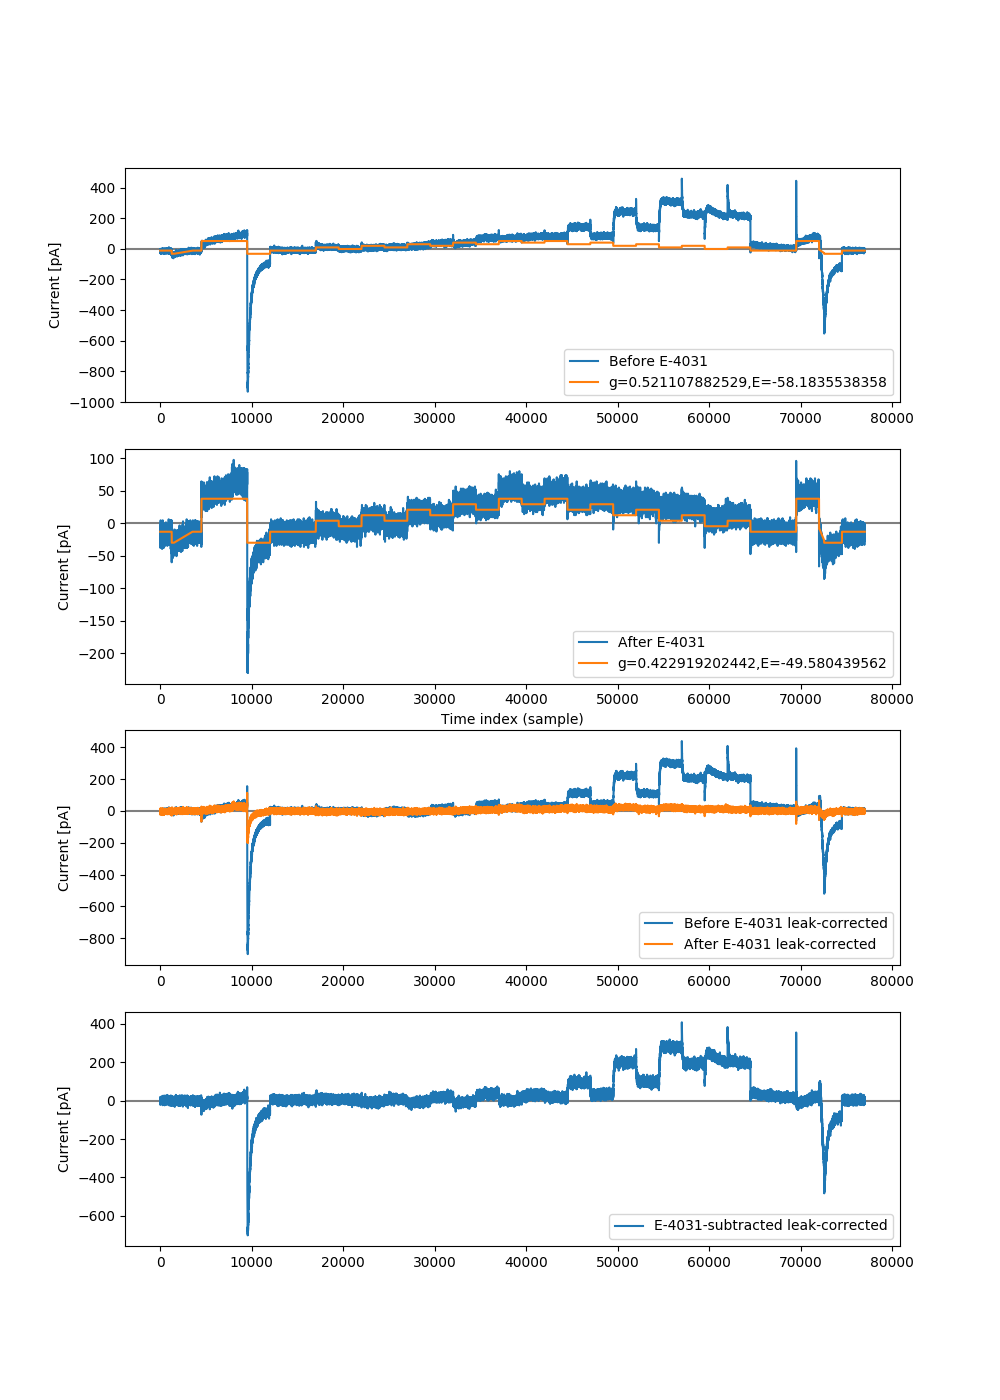 400
200
0
−200
−400
−600
−800
−1000
Current [pA]
Before E-4031
g=0.521107882529,E=-58.1835538358
0 10000 20000 30000 40000 50000 60000 70000 80000
100
50
0
−50
−100
−150
−200
Current [pA]
After E-4031
g=0.422919202442,E=-49.580439562
0 10000 20000 30000 40000 50000 60000 70000 80000
Time index (sample)
400
200
0
−200
−400
−600
−800
Current [pA]
Before E-4031 leak-corrected
After E-4031 leak-corrected
0 10000 20000 30000 40000 50000 60000 70000 80000
400
200
0
−200
−400
−600
Current [pA]
E-4031-subtracted leak-corrected
0 10000 20000 30000 40000 50000 60000 70000 80000